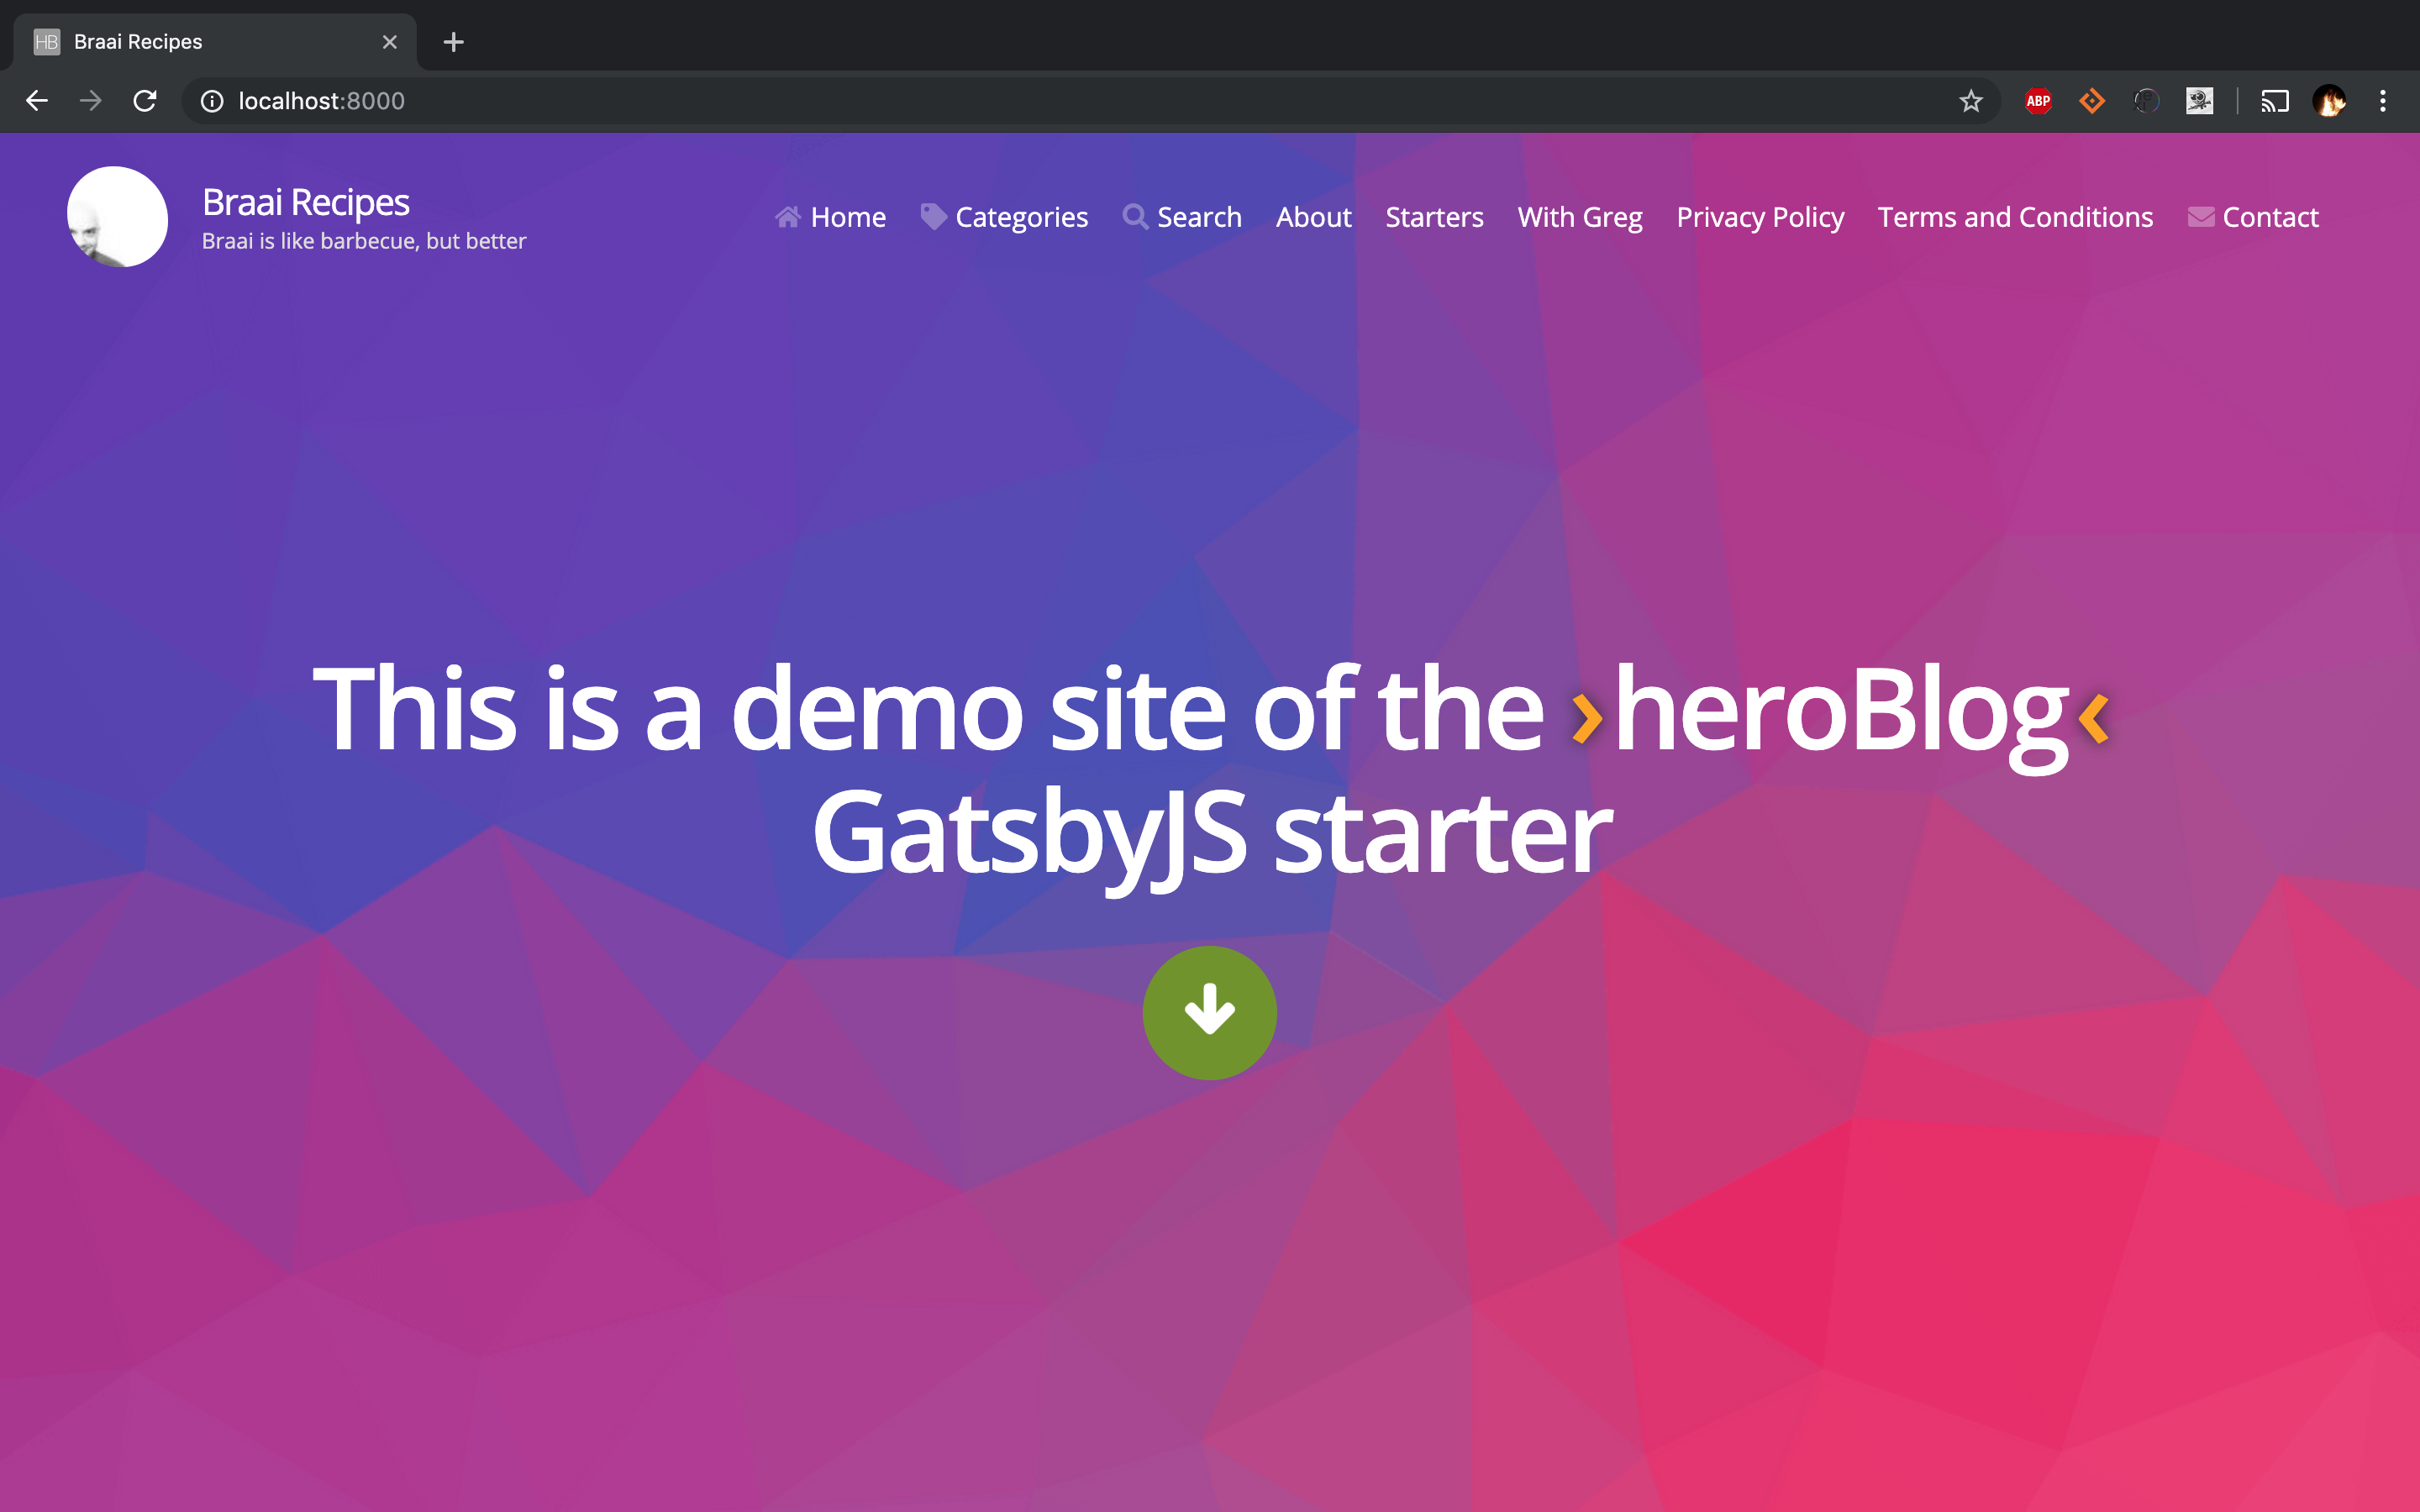 HB Braai Recipes
localhost:8000
ABP
Braai Recipes
Braai is like barbecue, but better
Home Categories Search About Starters With Greg Privacy Policy Terms and Conditions Contact
This is a demo site of the ›heroBlog‹
GatsbyJS starter